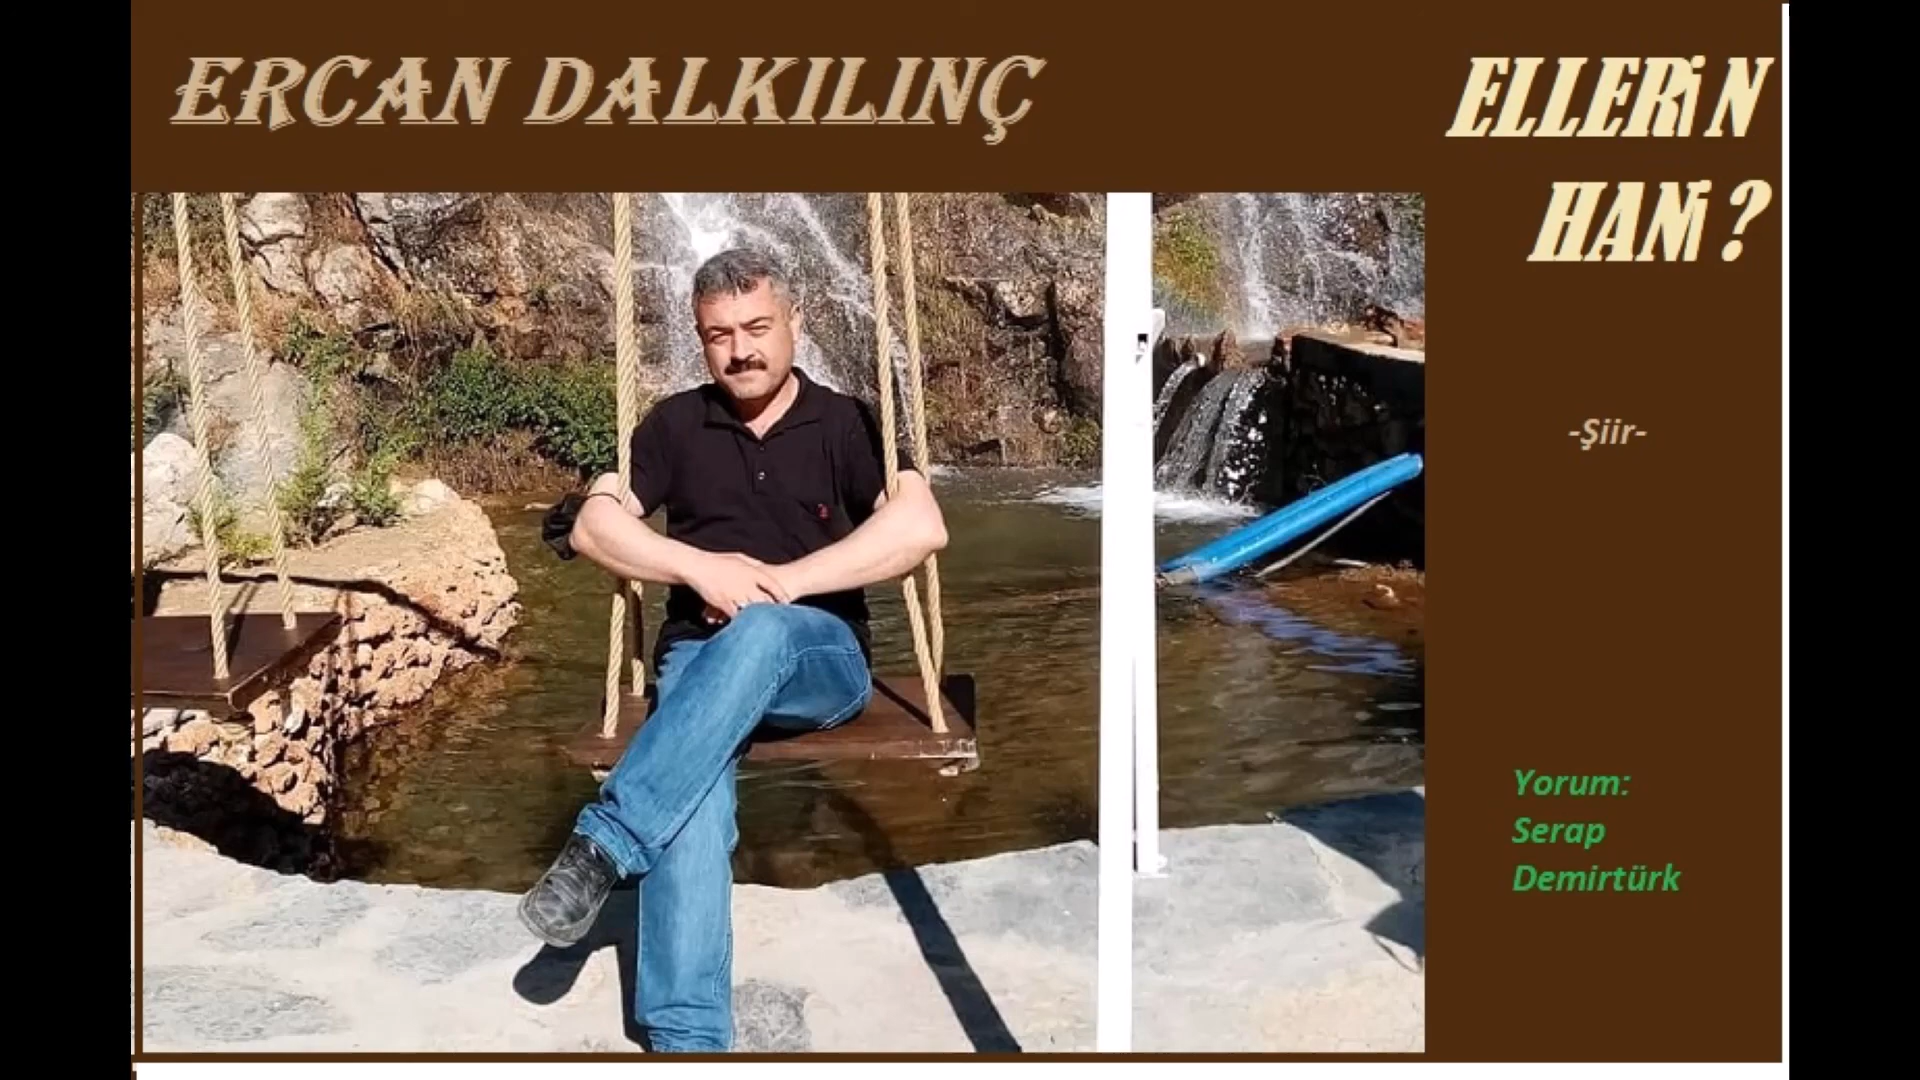 ERCAN DALKILINÇ
ELLERİN
HANİ ?
-Şiir-
Yorum:
Serap
Demirtürk